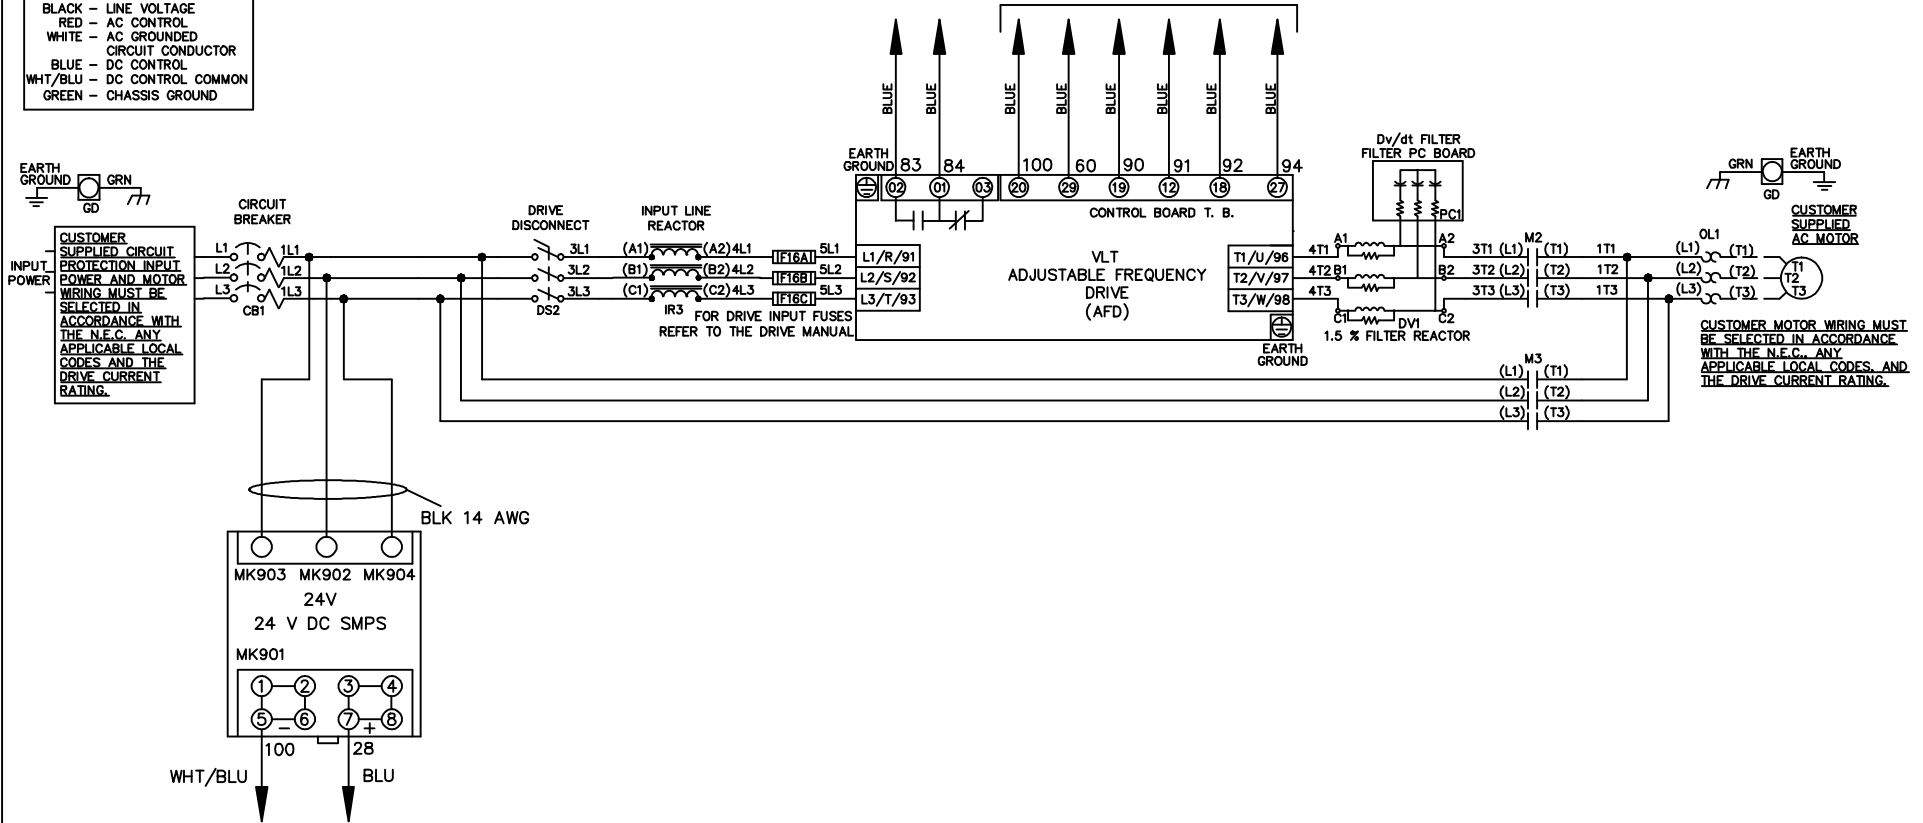 BLACK – LINE VOLTAGE
RED – AC CONTROL
WHITE – AC GROUNDED
CIRCUIT CONDUCTOR
BLUE – DC CONTROL
WHT/BLU – DC CONTROL COMMON
GREEN – CHASSIS GROUND
EARTH
GROUND
GRN
GD
INPUT
POWER
CUSTOMER
SUPPLIED CIRCUIT
PROTECTION INPUT
POWER AND MOTOR
WIRING MUST BE
SELECTED IN
ACCORDANCE WITH
THE N.E.C. ANY
APPLICABLE LOCAL
CODES AND THE
DRIVE CURRENT
RATING.
CIRCUIT
BREAKER
L1 1L1
L2 1L2
L3 1L3
CB1
DRIVE
DISCONNECT
3L1
3L2
3L3
DS2
INPUT LINE
REACTOR
(A1) (A2) 4L1
(B1) (B2) 4L2
(C1) (C2) 4L3
IR3
F16A 5L1
F16B 5L2
F16C 5L3
FOR DRIVE INPUT FUSES
REFER TO THE DRIVE MANUAL
BLUE BLUE BLUE BLUE BLUE BLUE BLUE BLUE
EARTH
GROUND
83 84 100 60 90 91 92 94
02 01 03 20 29 19 12 18 27
CONTROL BOARD T. B.
L1/R/91
L2/S/92
L3/T/93
VLT
ADJUSTABLE FREQUENCY
DRIVE
(AFD)
T1/U/96
T2/V/97
T3/W/98
EARTH
GROUND
Dv/dt FILTER
FILTER PC BOARD
PC1
4T1 A1 A2
4T2 B1 B2
4T3 C1 C2
DV1
1.5 % FILTER REACTOR
M2
3T1 (L1) (T1) 1T1
3T2 (L2) (T2) 1T2
3T3 (L3) (T3) 1T3
M3
(L1) (T1)
(L2) (T2)
(L3) (T3)
OL1
(L1) (T1)
(L2) (T2)
(L3) (T3)
T1
T2
T3
GRN
GD
EARTH
GROUND
CUSTOMER
SUPPLIED
AC MOTOR
CUSTOMER MOTOR WIRING MUST
BE SELECTED IN ACCORDANCE
WITH THE N.E.C., ANY
APPLICABLE LOCAL CODES, AND
THE DRIVE CURRENT RATING.
BLK 14 AWG
MK903 MK902 MK904
24V
24 V DC SMPS
MK901
1 2 3 4
5 – 6 7 + 8
100 28
WHT/BLU BLU